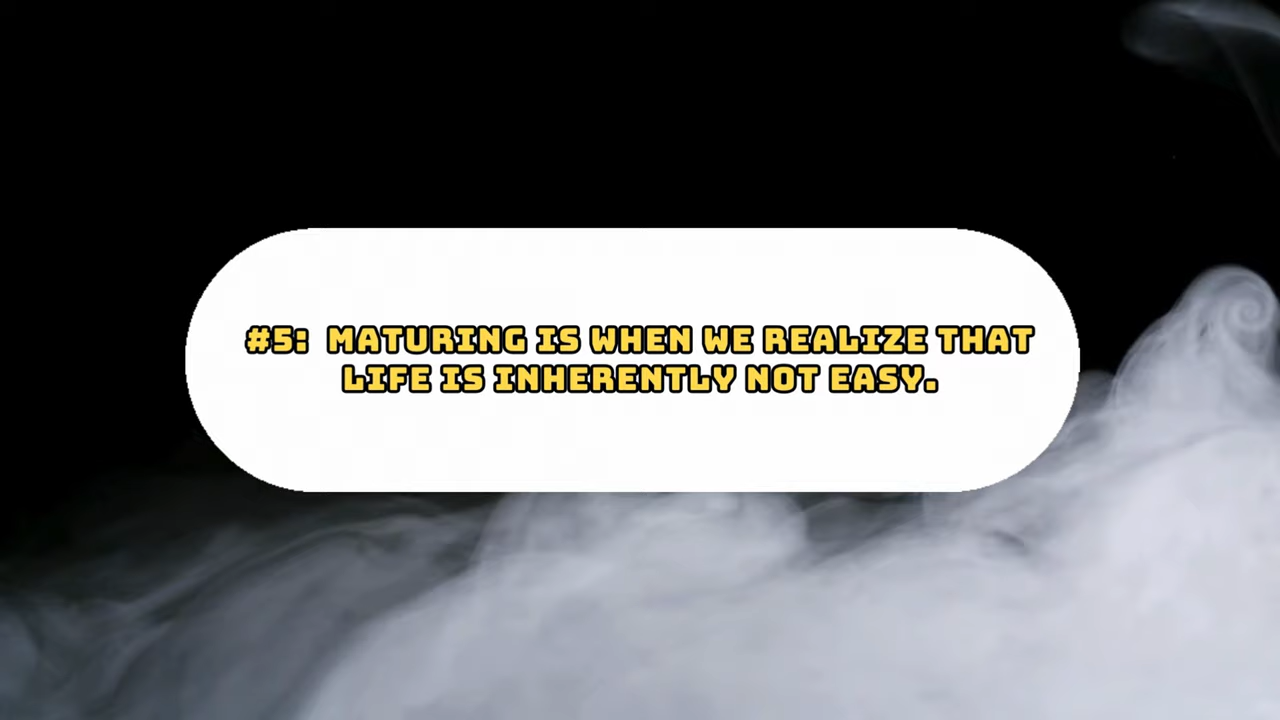 #5: MATURING IS WHEN WE REALIZE THAT
LIFE IS INHERENTLY NOT EASY.